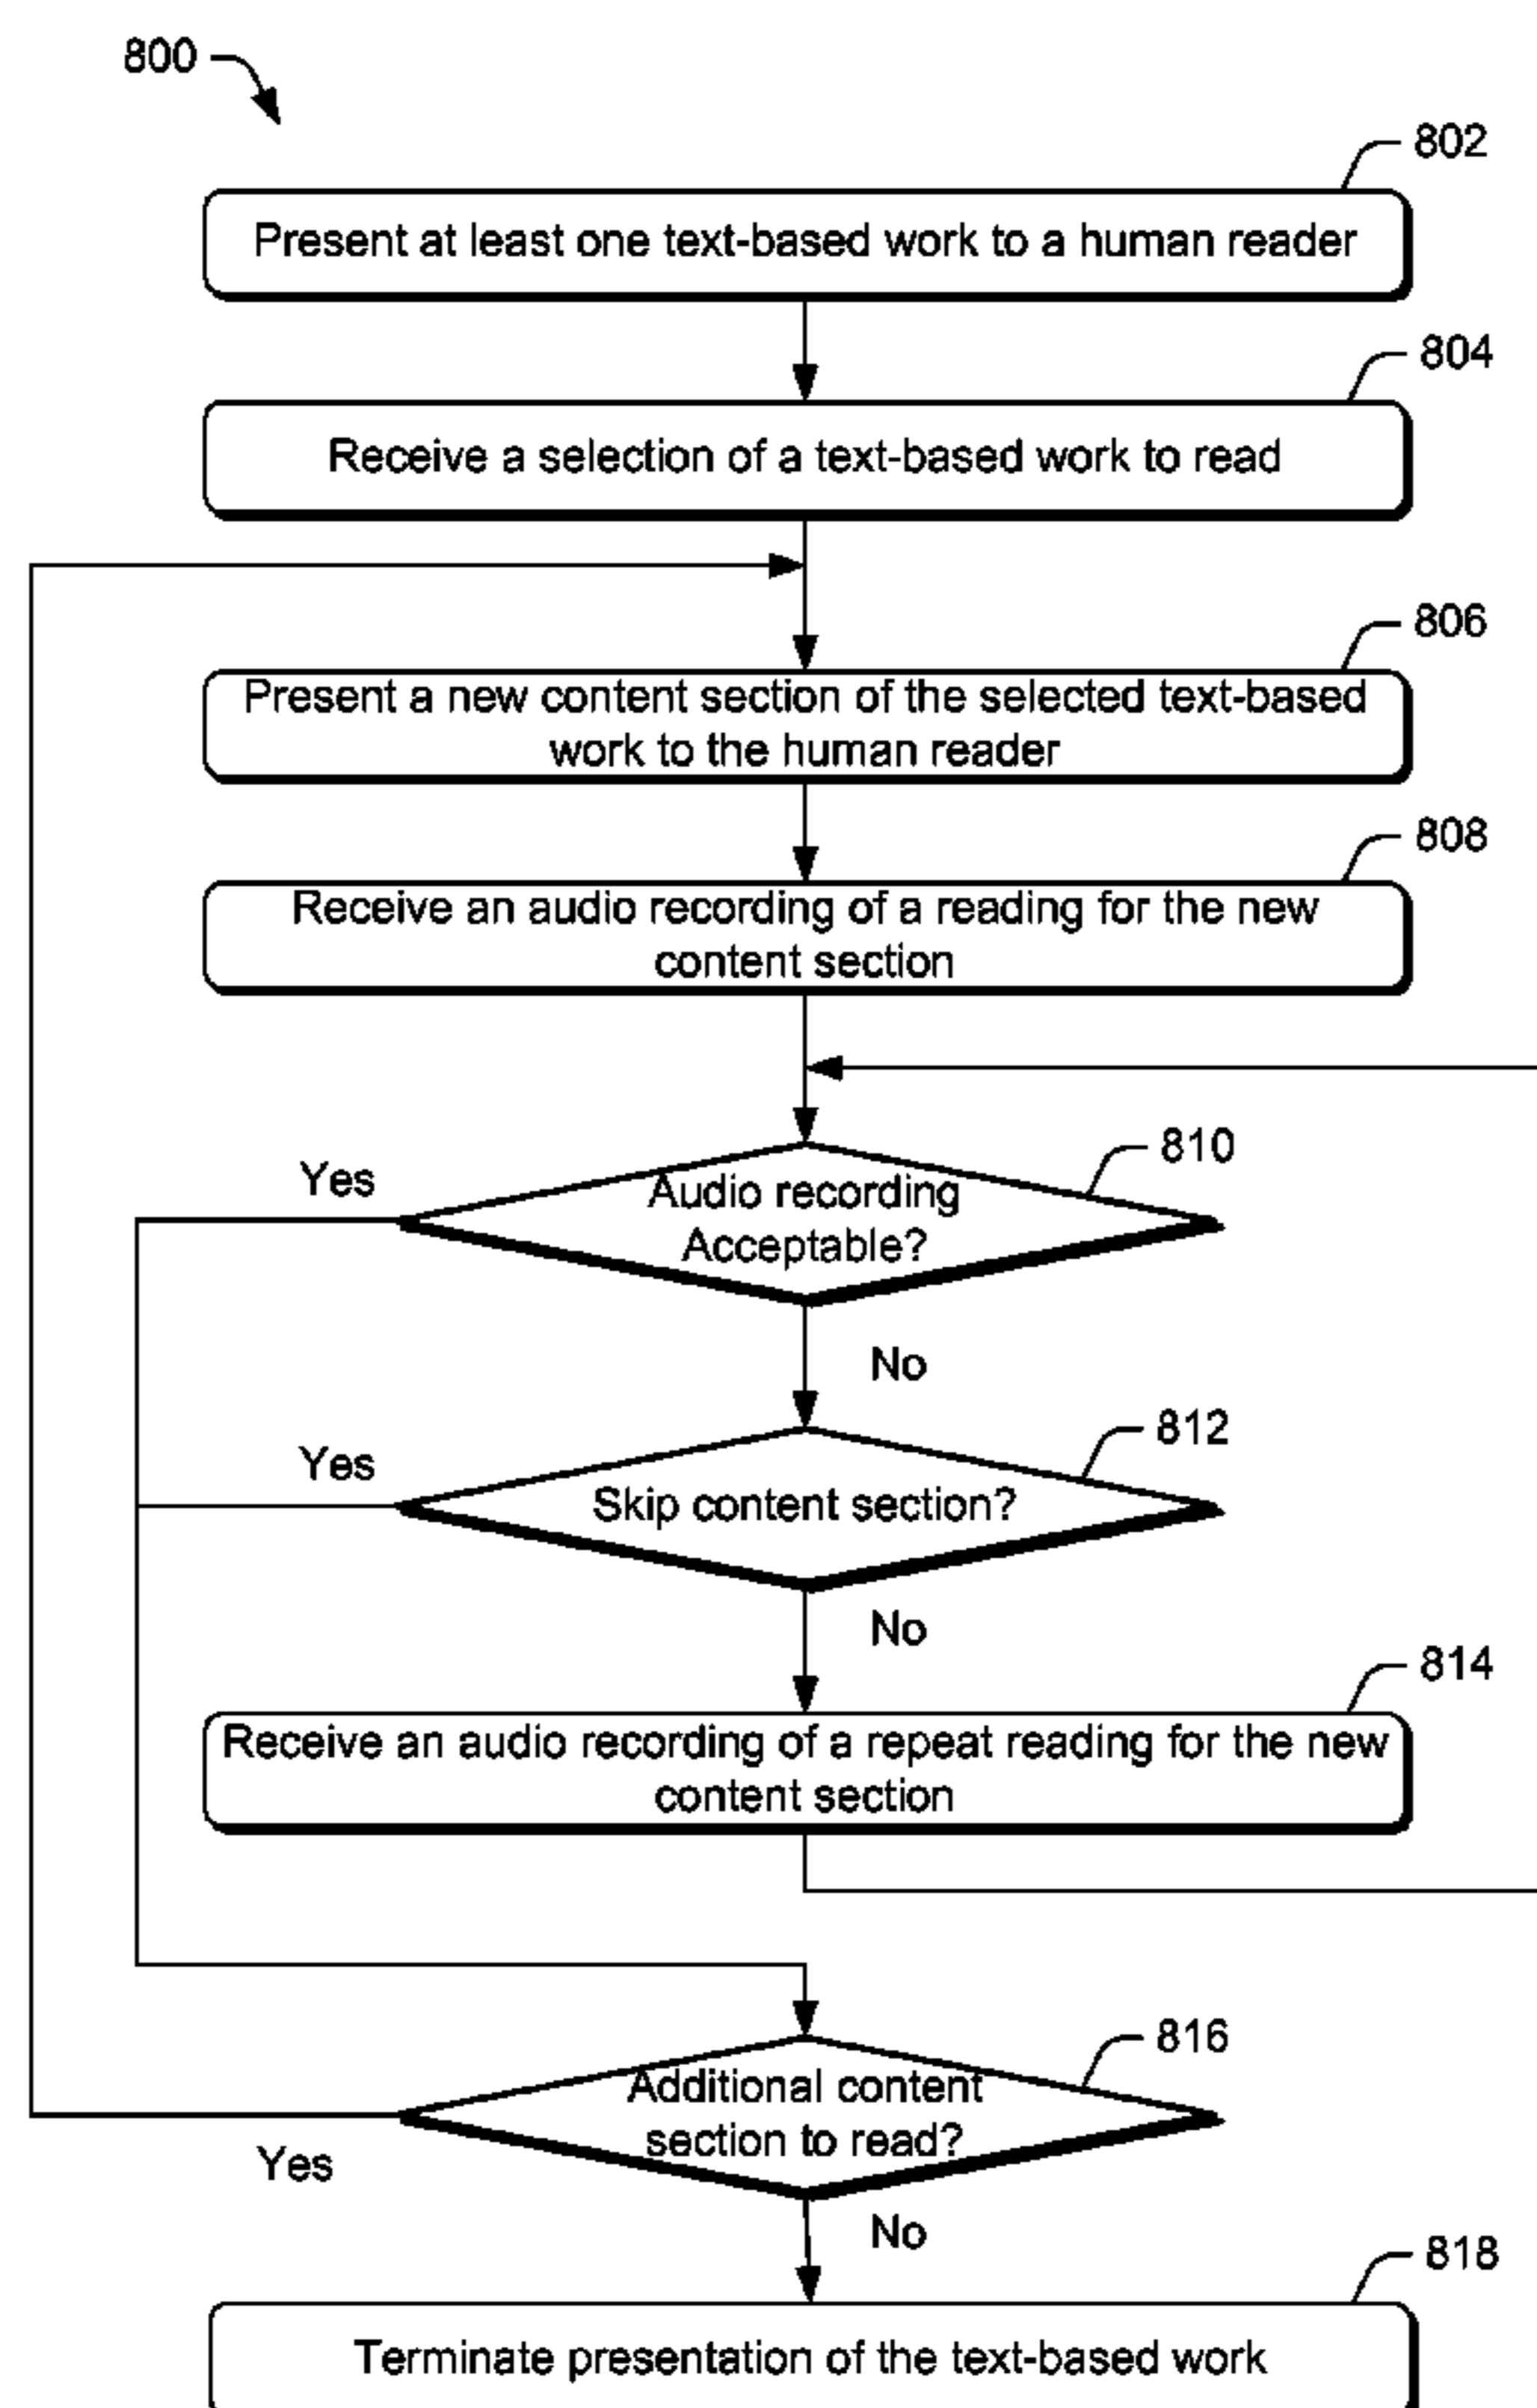 800
802
Present at least one text-based work to a human reader
804
Receive a selection of a text-based work to read
806
Present a new content section of the selected text-based
work to the human reader
808
Receive an audio recording of a reading for the new
content section
810
Yes
Audio recording
Acceptable?
No
812
Yes
Skip content section?
No
814
Receive an audio recording of a repeat reading for the new
content section
816
Additional content
section to read?
Yes
No
818
Terminate presentation of the text-based work